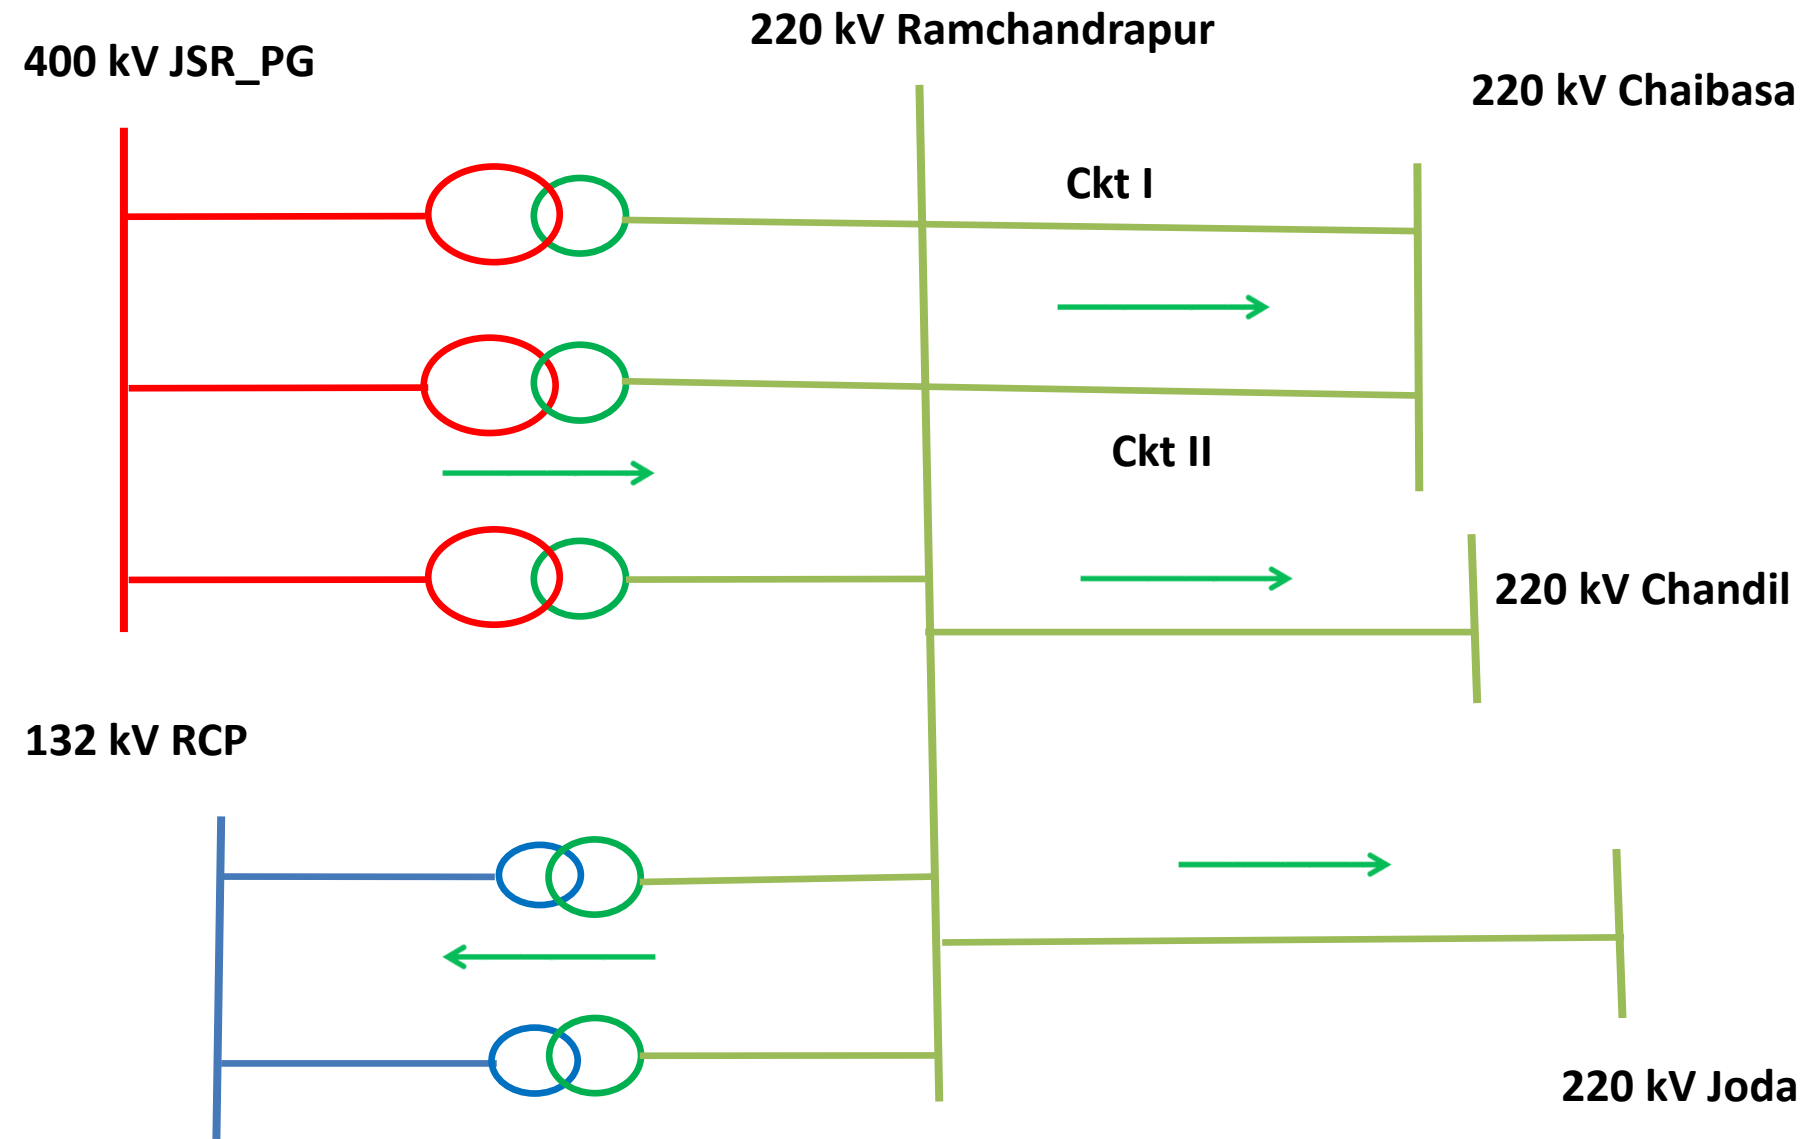 220 kV Ramchandrapur
400 kV JSR_PG
220 kV Chaibasa
Ckt I
Ckt II
220 kV Chandil
132 kV RCP
220 kV Joda